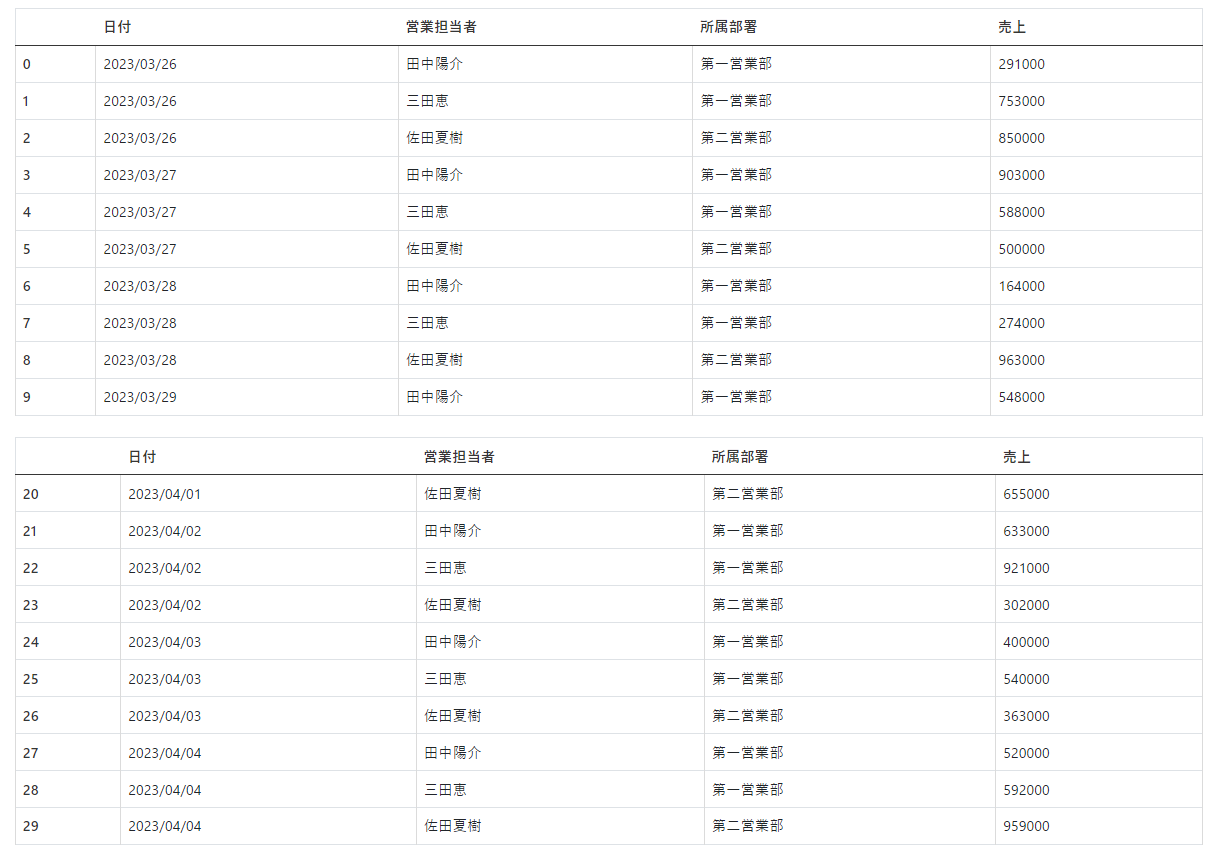 日付 営業担当者 所属部署 売上
0 2023/03/26 田中陽介 第一営業部 291000
1 2023/03/26 三田恵 第一営業部 753000
2 2023/03/26 佐田夏樹 第二営業部 850000
3 2023/03/27 田中陽介 第一営業部 903000
4 2023/03/27 三田恵 第一営業部 588000
5 2023/03/27 佐田夏樹 第二営業部 500000
6 2023/03/28 田中陽介 第一営業部 164000
7 2023/03/28 三田恵 第一営業部 274000
8 2023/03/28 佐田夏樹 第二営業部 963000
9 2023/03/29 田中陽介 第一営業部 548000
日付 営業担当者 所属部署 売上
20 2023/04/01 佐田夏樹 第二営業部 655000
21 2023/04/02 田中陽介 第一営業部 633000
22 2023/04/02 三田恵 第一営業部 921000
23 2023/04/02 佐田夏樹 第二営業部 302000
24 2023/04/03 田中陽介 第一営業部 400000
25 2023/04/03 三田恵 第一営業部 540000
26 2023/04/03 佐田夏樹 第二営業部 363000
27 2023/04/04 田中陽介 第一営業部 520000
28 2023/04/04 三田恵 第一営業部 592000
29 2023/04/04 佐田夏樹 第二営業部 959000